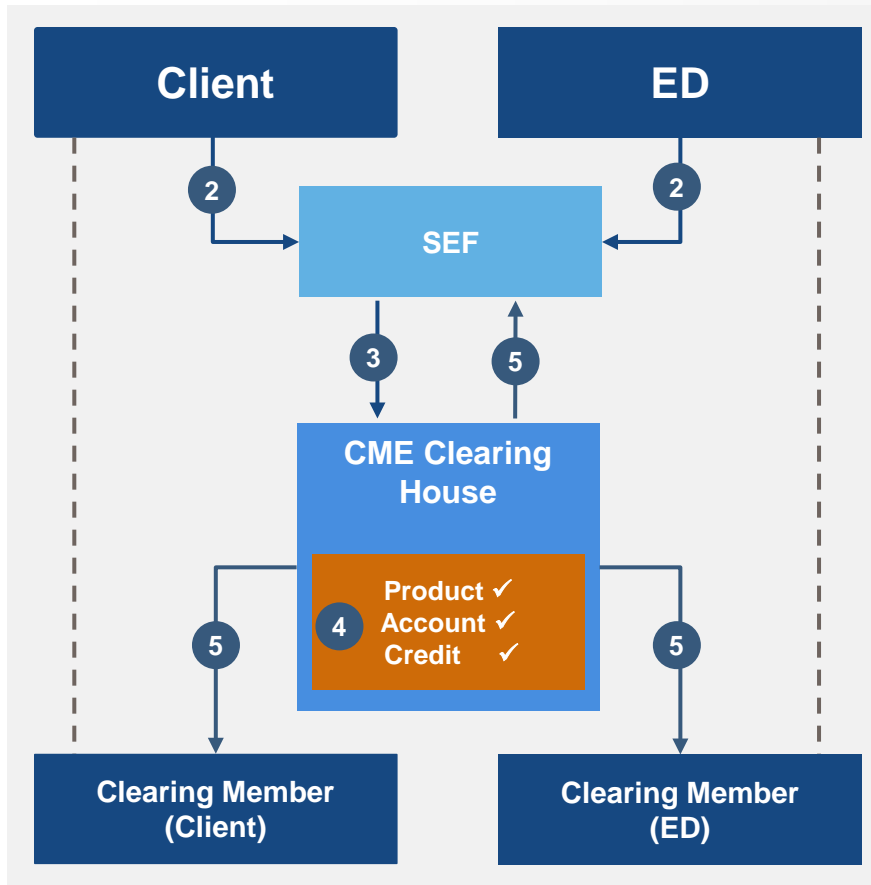 Client
ED
2
2
SEF
3
5
CME Clearing
House
Product ✓
4
Account ✓
Credit ✓
5
5
Clearing Member
(Client)
Clearing Member
(ED)